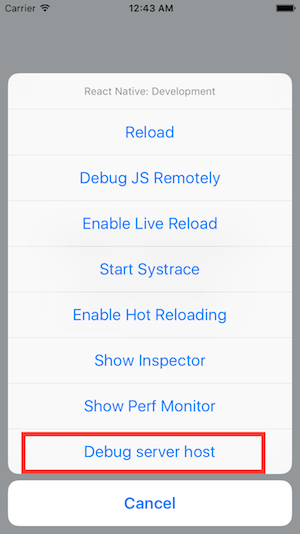 Carrier 12:43 AM
React Native: Development
Reload
Debug JS Remotely
Enable Live Reload
Start Systrace
Enable Hot Reloading
Show Inspector
Show Perf Monitor
Debug server host
Cancel